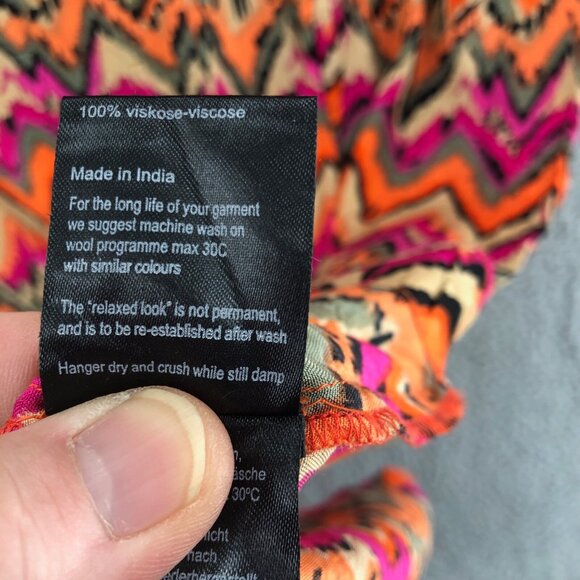 100% viskose-viscose
Made in India
For the long life of your garment
we suggest machine wash on
wool programme max 30C
with similar colours
The "relaxed look" is not permanent,
and is to be re-established after wash
Hanger dry and crush while still damp
30°C